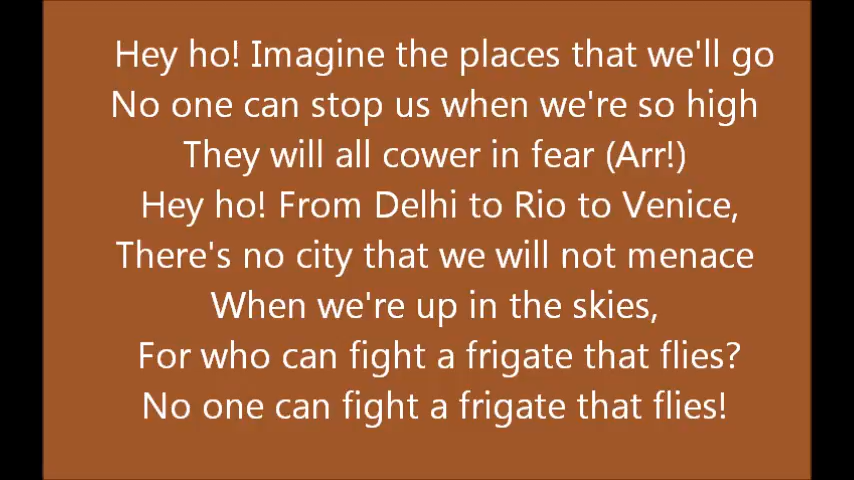 Hey ho! Imagine the places that we'll go
No one can stop us when we're so high
They will all cower in fear (Arr!)
Hey ho! From Delhi to Rio to Venice,
There's no city that we will not menace
When we're up in the skies,
For who can fight a frigate that flies?
No one can fight a frigate that flies!